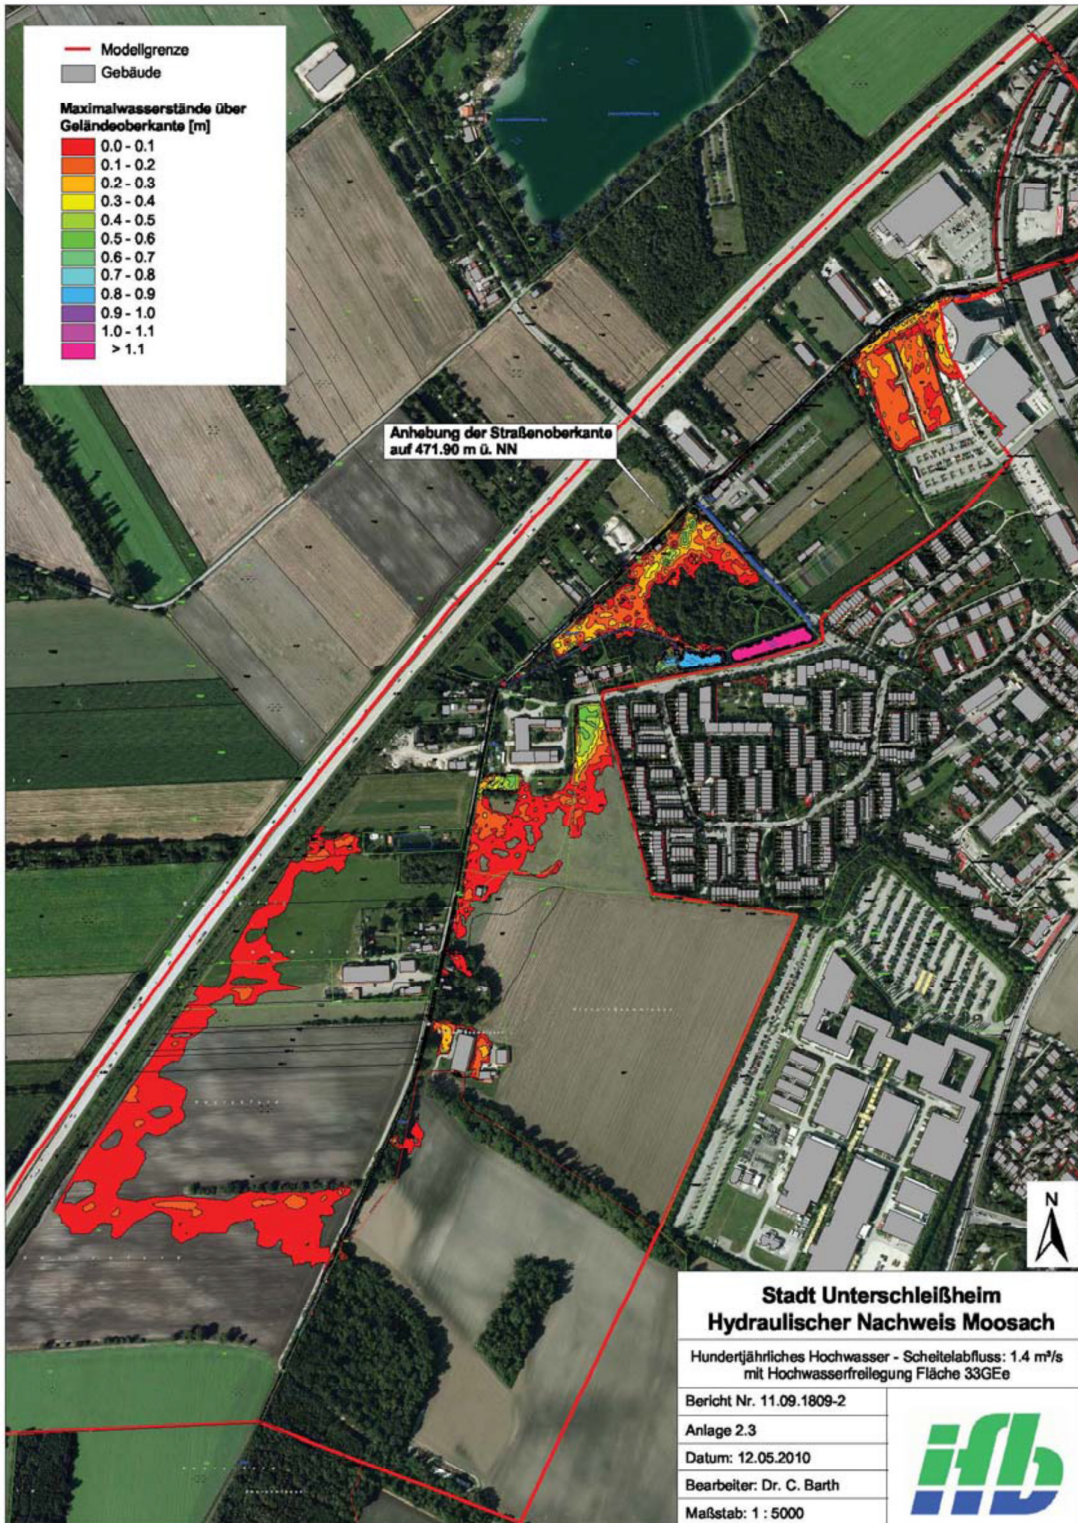 Modellgrenze
Gebäude
Maximalwasserstände über
Geländeoberkante [m]
0.0 - 0.1
0.1 - 0.2
0.2 - 0.3
0.3 - 0.4
0.4 - 0.5
0.5 - 0.6
0.6 - 0.7
0.7 - 0.8
0.8 - 0.9
0.9 - 1.0
1.0 - 1.1
> 1.1
Anhebung der Straßenoberkante
auf 471.90 m ü. NN
N
Stadt Unterschleißheim
Hydraulischer Nachweis Moosach
Hundertjährliches Hochwasser - Scheitelabfluss: 1.4 m³/s
mit Hochwasserfreilegung Fläche 33GEe
Bericht Nr. 11.09.1809-2
Anlage 2.3
Datum: 12.05.2010
Bearbeiter: Dr. C. Barth
Maßstab: 1 : 5000
ifb